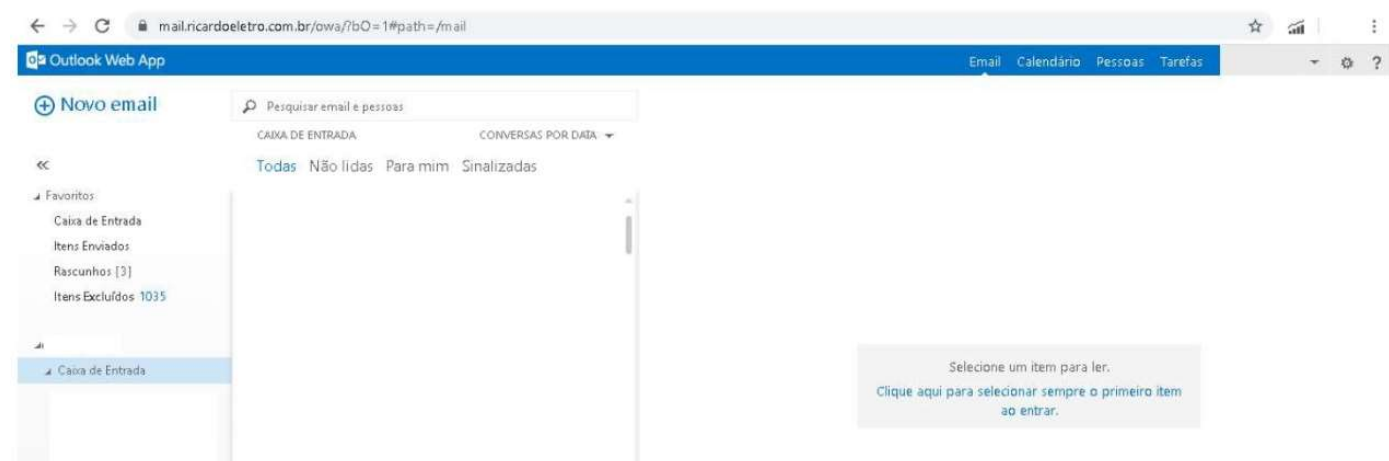 mail.ricardoeletro.com.br/owa/?bO=1#path=/mail
Outlook Web App
Email Calendário Pessoas Tarefas
?
Novo email
Pesquisar email e pessoas
CAIXA DE ENTRADA CONVERSAS POR DATA
Todas Não lidas Para mim Sinalizadas
Favoritos
Caixa de Entrada
Itens Enviados
Rascunhos [3]
Itens Excluídos 1035
Caixa de Entrada
Selecione um item para ler.
Clique aqui para selecionar sempre o primeiro item
ao entrar.